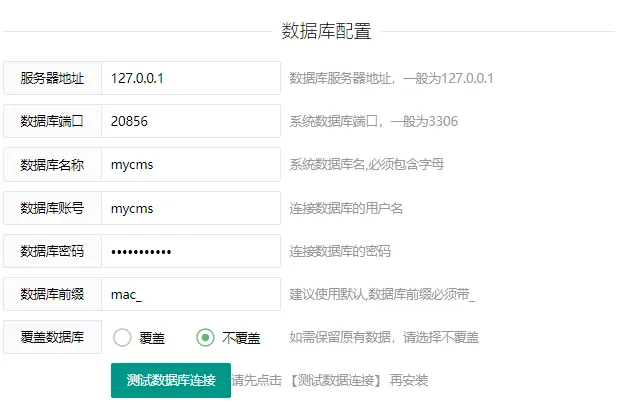 数据库配置
服务器地址 127.0.0.1 数据库服务器地址，一般为127.0.0.1
数据库端口 20856 系统数据库端口，一般为3306
数据库名称 mycms 系统数据库名,必须包含字母
数据库账号 mycms 连接数据库的用户名
数据库密码 ••••••••••• 连接数据库的密码
数据库前缀 mac_ 建议使用默认,数据库前缀必须带_
覆盖数据库 覆盖 不覆盖 如需保留原有数据，请选择不覆盖
测试数据库连接 请先点击 【测试数据连接】 再安装